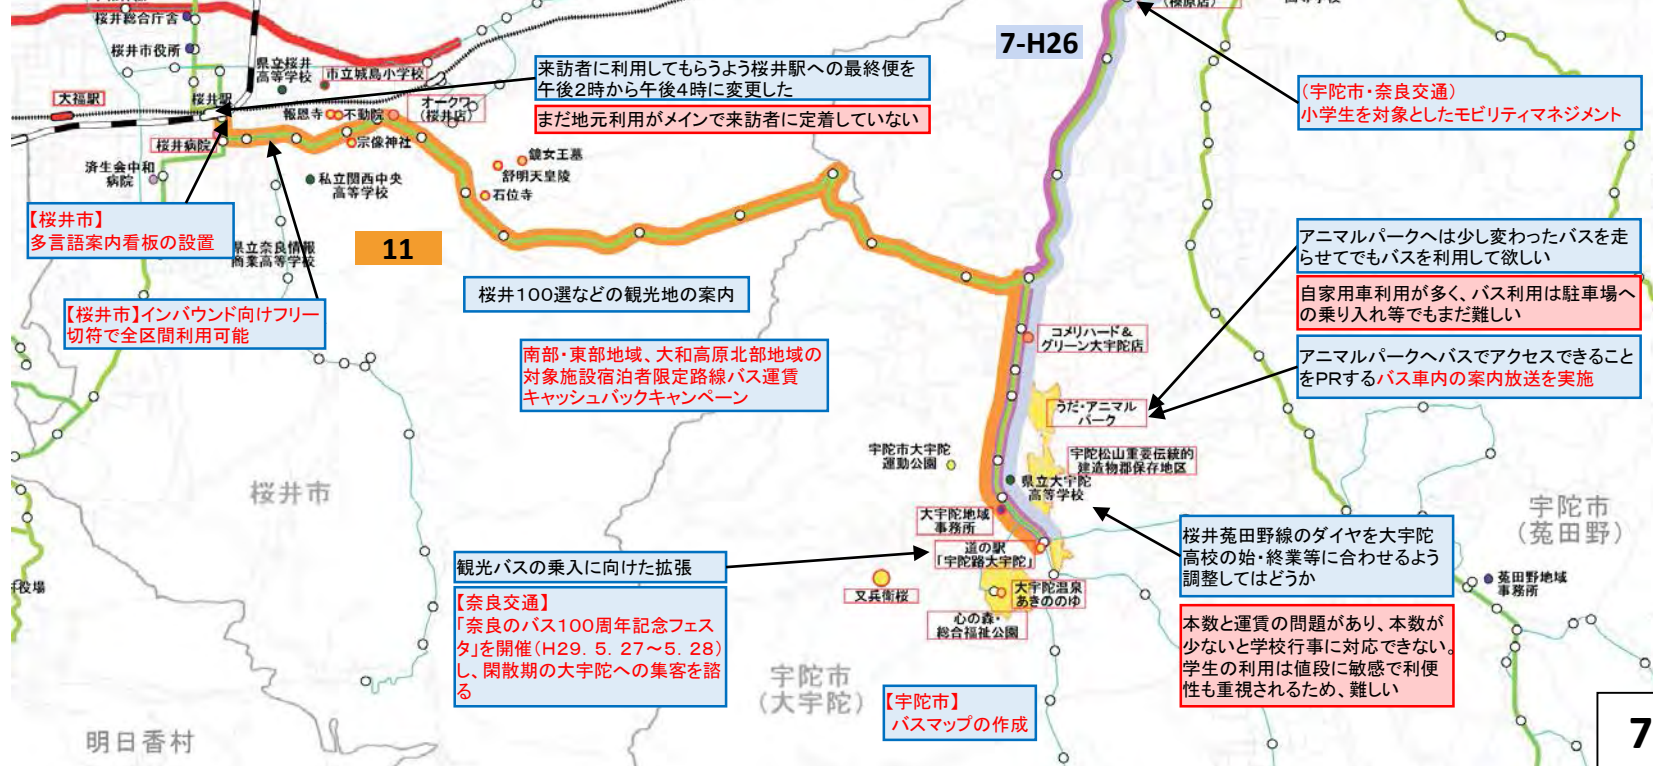 桜井総合庁舎
桜井市役所
県立桜井
高等学校
市立城島小学校
大福駅
桜井駅
オークワ
（桜井店）
報恩寺
不動院
宗像神社
桜井病院
済生会中和
病院
私立関西中央
高等学校
鏡女王墓
舒明天皇陵
石位寺
来訪者に利用してもらうよう桜井駅への最終便を
午後2時から午後4時に変更した
まだ地元利用がメインで来訪者に定着していない
7-H26
（橿原店）
高等学校
（宇陀市・奈良交通）
小学生を対象としたモビリティマネジメント
【桜井市】
多言語案内看板の設置
県立奈良情報
商業高等学校
11
【桜井市】インバウンド向けフリー
切符で全区間利用可能
桜井100選などの観光地の案内
南部・東部地域、大和高原北部地域の
対象施設宿泊者限定路線バス運賃
キャッシュバックキャンペーン
アニマルパークへは少し変わったバスを走
らせてでもバスを利用して欲しい
自家用車利用が多く、バス利用は駐車場へ
の乗り入れ等でもまだ難しい
アニマルパークへバスでアクセスできること
をPRするバス車内の案内放送を実施
コメリハード＆
グリーン大宇陀店
うだ・アニマル
パーク
宇陀市大宇陀
運動公園
宇陀松山重要伝統的
建造物郡保存地区
県立大宇陀
高等学校
大宇陀地域
事務所
道の駅
「宇陀路大宇陀」
又兵衛桜
大宇陀温泉
あきののゆ
心の森・
総合福祉公園
桜井市
宇陀市
（菟田野）
菟田野地域
事務所
桜井菟田野線のダイヤを大宇陀
高校の始・終業等に合わせるよう
調整してはどうか
本数と運賃の問題があり、本数が
少ないと学校行事に対応できない。
学生の利用は値段に敏感で利便
性も重視されるため、難しい
観光バスの乗入に向けた拡張
【奈良交通】
「奈良のバス100周年記念フェス
タ」を開催（H29. 5. 27～5. 28）
し、閑散期の大宇陀への集客を諮
る
役場
宇陀市
（大宇陀）
【宇陀市】
バスマップの作成
明日香村
7